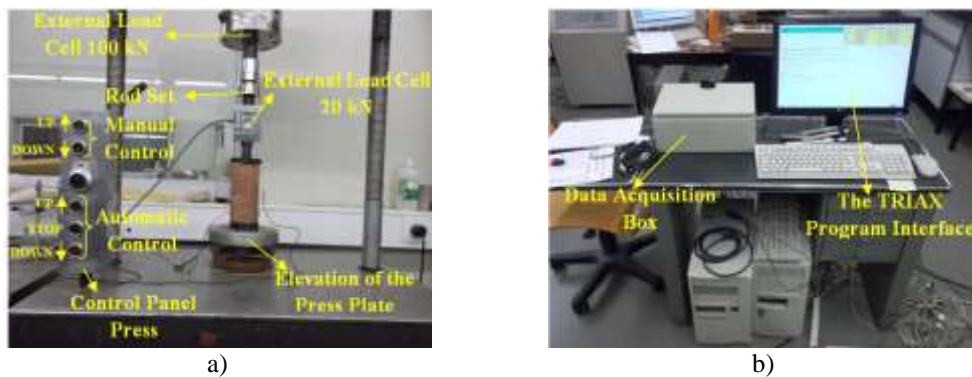 External Load
Cell 100 kN
External Load Cell
20 kN
Rod Set
UP
Manual
DOWN
Control
UP
Automatic
STOP
Control
DOWN
Elevation of the
Press Plate
Control Panel
Press
a)
Data Acquisition
Box
The TRIAX
Program Interface
b)